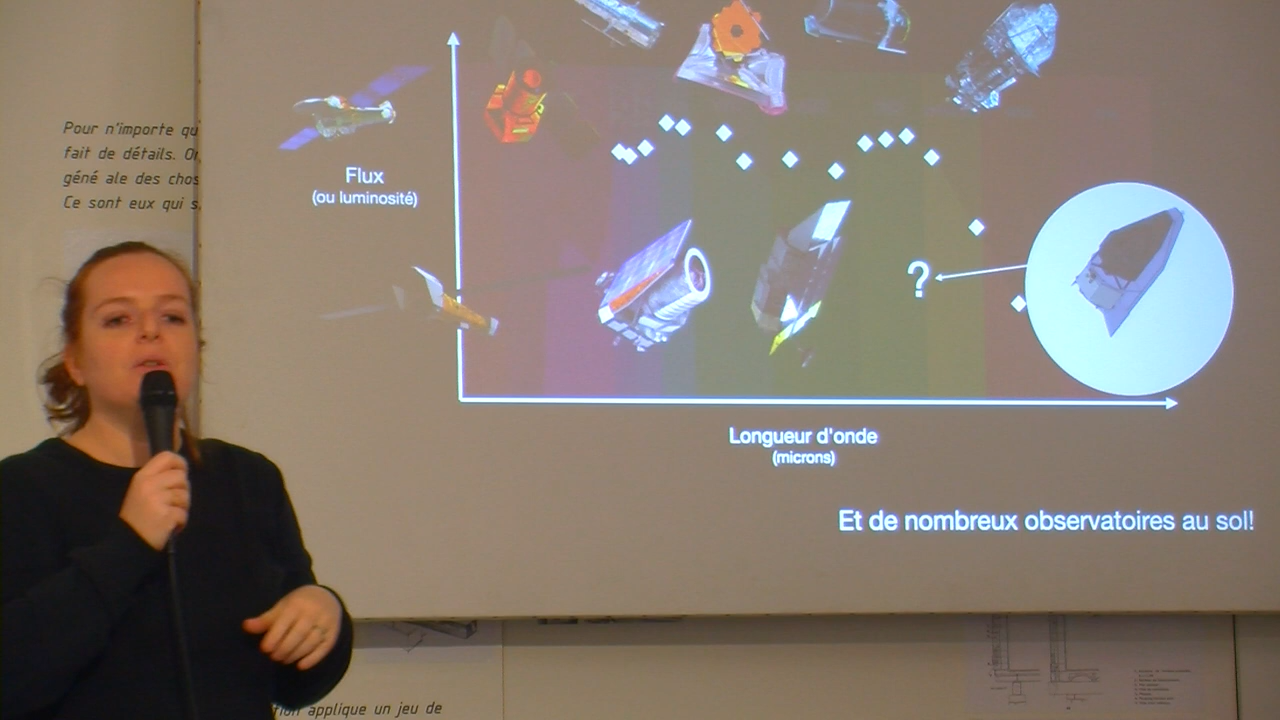 Pour n'importe qu
fait de détails. Or
géné ale des chos
Ce sont eux qui s
Flux
(ou luminosité)
?
Longueur d'onde
(microns)
Et de nombreux observatoires au sol!
tion applique un jeu de